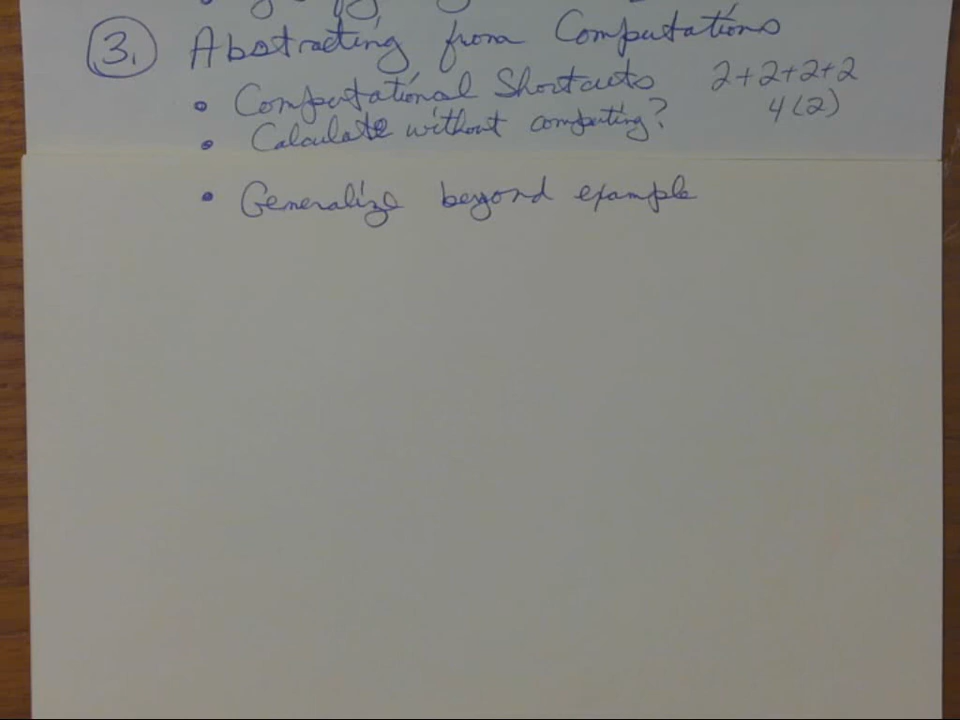 3. Abstracting from Computations
• Computational Shortcuts 2+2+2+2
4(2)
• Calculate without computing?
• Generalize beyond example